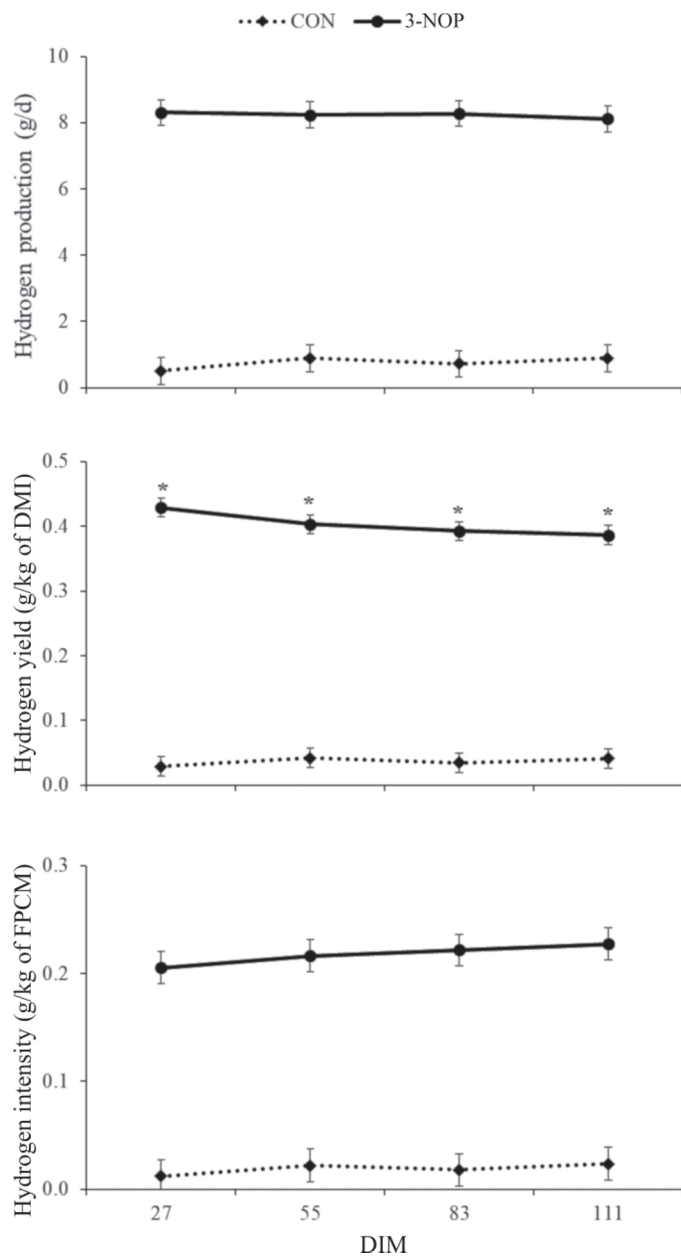 CON 3-NOP
Hydrogen production (g/d)
10
8
6
4
2
0
Hydrogen yield (g/kg of DMI)
0.5
0.4
0.3
0.2
0.1
0.0
* * * *
Hydrogen intensity (g/kg of FPCM)
0.3
0.2
0.1
0.0
27 55 83 111
DIM